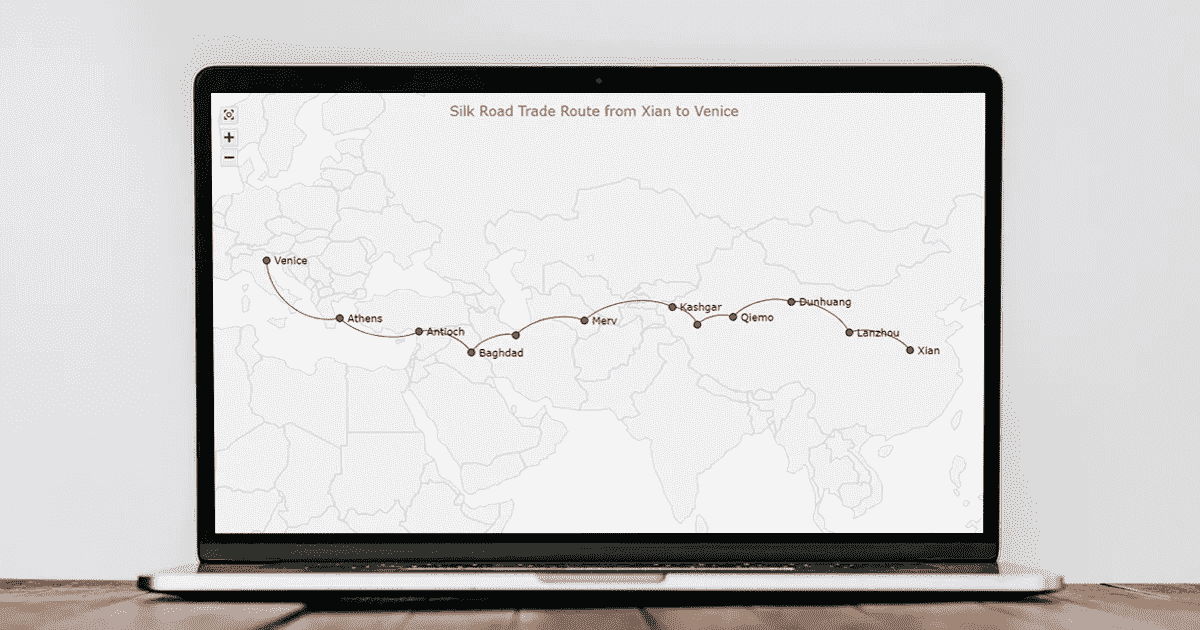 Silk Road Trade Route from Xian to Venice
+
−
Venice
Athens
Antioch
Baghdad
Merv
Kashgar
Qiemo
Dunhuang
Lanzhou
Xian